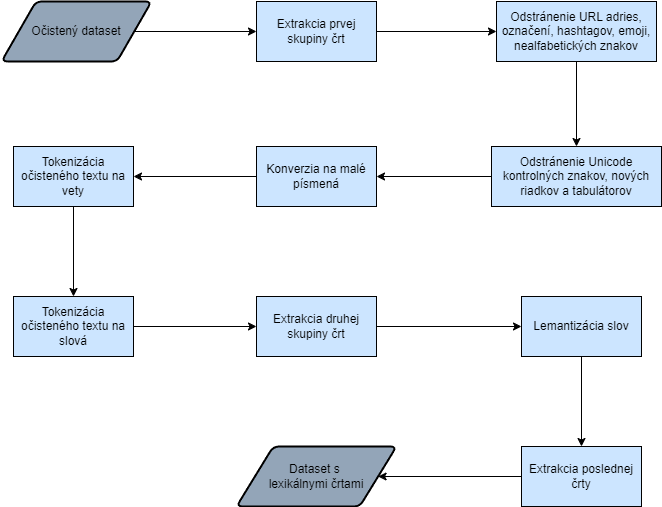 Očistený dataset
Extrakcia prvej
skupiny čŕt
Odstránenie URL adries,
označení, hashtagov, emoji,
nealfabetických znakov
Odstránenie Unicode
kontrolných znakov, nových
riadkov a tabulátorov
Konverzia na malé
písmená
Tokenizácia
očisteného textu na
vety
Tokenizácia
očisteného textu na
slová
Extrakcia druhej
skupiny čŕt
Lemantizácia slov
Extrakcia poslednej
črty
Dataset s
lexikálnymi črtami